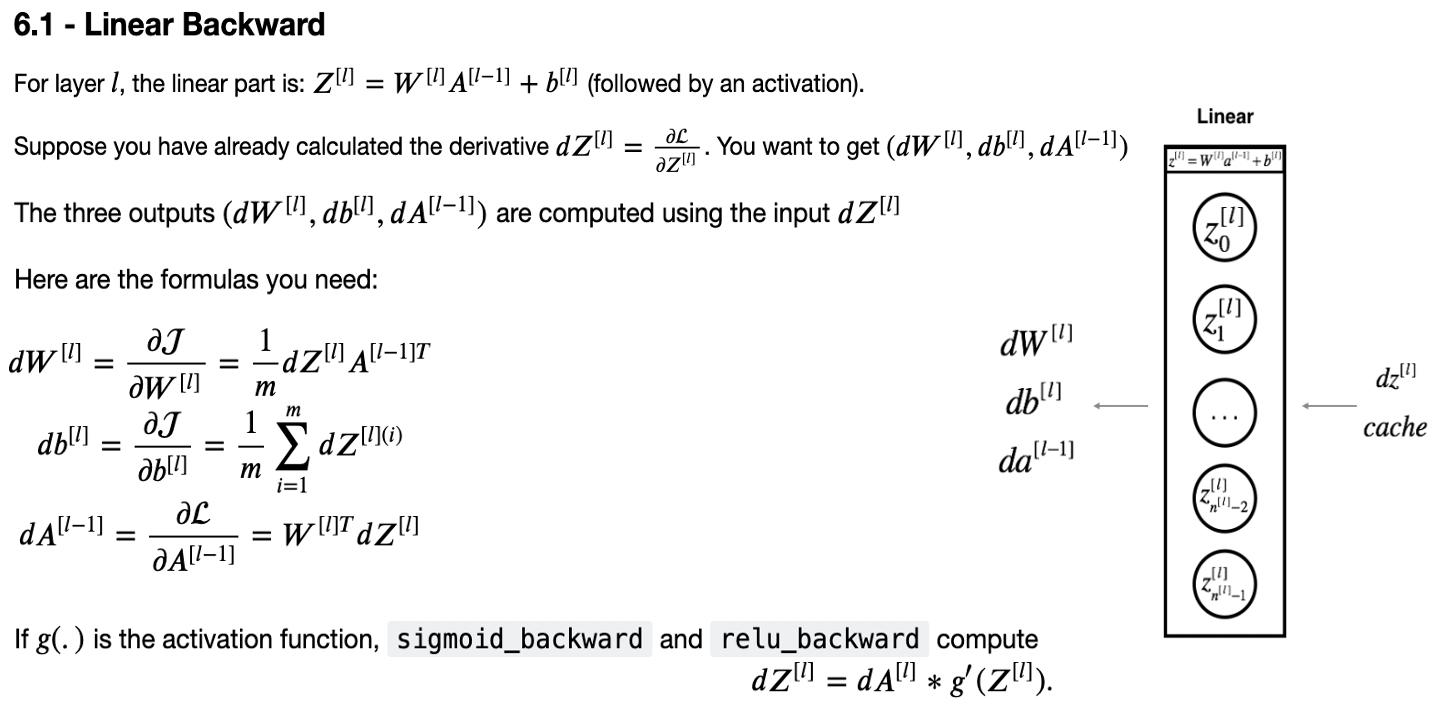 6.1 - Linear Backward
For layer l, the linear part is: Z^[l] = W^[l] A^[l−1] + b^[l] (followed by an activation).
Suppose you have already calculated the derivative dZ^[l] = ∂ℒ/∂Z^[l]. You want to get (dW^[l], db^[l], dA^[l−1])
The three outputs (dW^[l], db^[l], dA^[l−1]) are computed using the input dZ^[l]
Here are the formulas you need:
dW^[l] = ∂𝒥/∂W^[l] = 1/m dZ^[l] A^[l−1]T
db^[l] = ∂𝒥/∂b^[l] = 1/m ∑_{i=1}^{m} dZ^[l](i)
dA^[l−1] = ∂ℒ/∂A^[l−1] = W^[l]T dZ^[l]
If g(.) is the activation function, sigmoid_backward and relu_backward compute
dZ^[l] = dA^[l] * g′(Z^[l]).
dW^[l]
db^[l]
da^[l−1]
Linear
z^[l] = W^[l] a^[l−1] + b^[l]
z_0^[l]
z_1^[l]
...
z_{n^[l]−2}^[l]
z_{n^[l]−1}^[l]
dz^[l]
cache